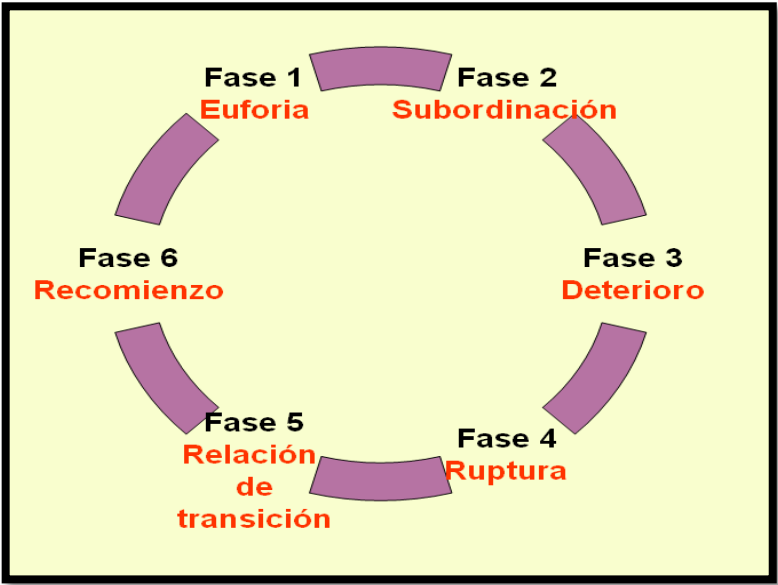 Fase 1
Euforia
Fase 2
Subordinación
Fase 3
Deterioro
Fase 4
Ruptura
Fase 5
Relación
de
transición
Fase 6
Recomienzo